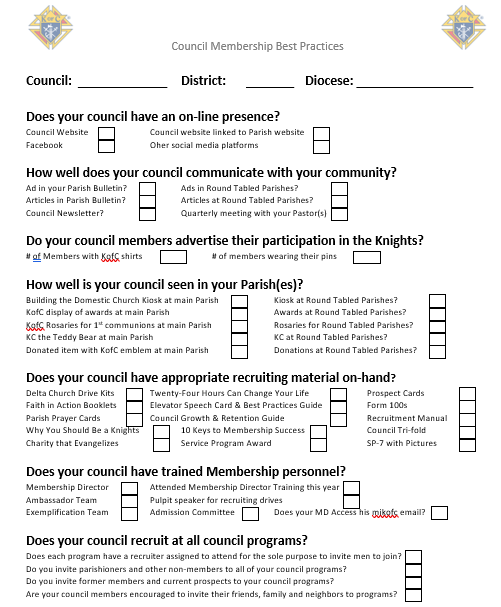 Council Membership Best Practices
Council: District: Diocese:
Does your council have an on-line presence?
Council Website Council website linked to Parish website
Facebook Oher social media platforms
How well does your council communicate with your community?
Ad in your Parish Bulletin? Ads in Round Tabled Parishes?
Articles in Parish Bulletin? Articles at Round Tabled Parishes?
Council Newsletter? Quarterly meeting with your Pastor(s)
Do your council members advertise their participation in the Knights?
# of Members with KofC shirts # of members wearing their pins
How well is your council seen in your Parish(es)?
Building the Domestic Church Kiosk at main Parish Kiosk at Round Tabled Parishes?
KofC display of awards at main Parish Awards at Round Tabled Parishes?
KofC Rosaries for 1st communions at main Parish Rosaries for Round Tabled Parishes?
KC the Teddy Bear at main Parish KC at Round Tabled Parishes?
Donated item with KofC emblem at main Parish Donations at Round Tabled Parishes?
Does your council have appropriate recruiting material on-hand?
Delta Church Drive Kits Twenty-Four Hours Can Change Your Life Prospect Cards
Faith in Action Booklets Elevator Speech Card & Best Practices Guide Form 100s
Parish Prayer Cards Council Growth & Retention Guide Recruitment Manual
Why You Should Be a Knights 10 Keys to Membership Success Council Tri-fold
Charity that Evangelizes Service Program Award SP-7 with Pictures
Does your council have trained Membership personnel?
Membership Director Attended Membership Director Training this year
Ambassador Team Pulpit speaker for recruiting drives
Exemplification Team Admission Committee Does your MD Access his mikofc email?
Does your council recruit at all council programs?
Does each program have a recruiter assigned to attend for the sole purpose to invite men to join?
Do you invite parishioners and other non-members to all of your council programs?
Do you invite former members and current prospects to your council programs?
Are your council members encouraged to invite their friends, family and neighbors to programs?